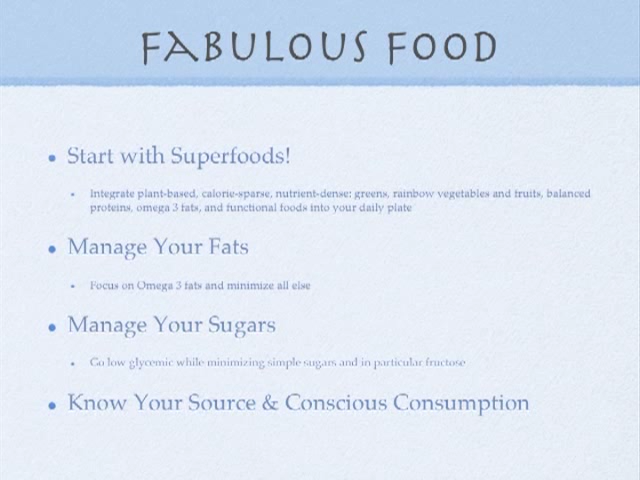 FABULOUS FOOD
• Start with Superfoods!
• Integrate plant-based, calorie-sparse, nutrient-dense: greens, rainbow vegetables and fruits, balanced
proteins, omega 3 fats, and functional foods into your daily plate
• Manage Your Fats
• Focus on Omega 3 fats and minimize all else
• Manage Your Sugars
• Go low glycemic while minimizing simple sugars and in particular fructose
• Know Your Source & Conscious Consumption